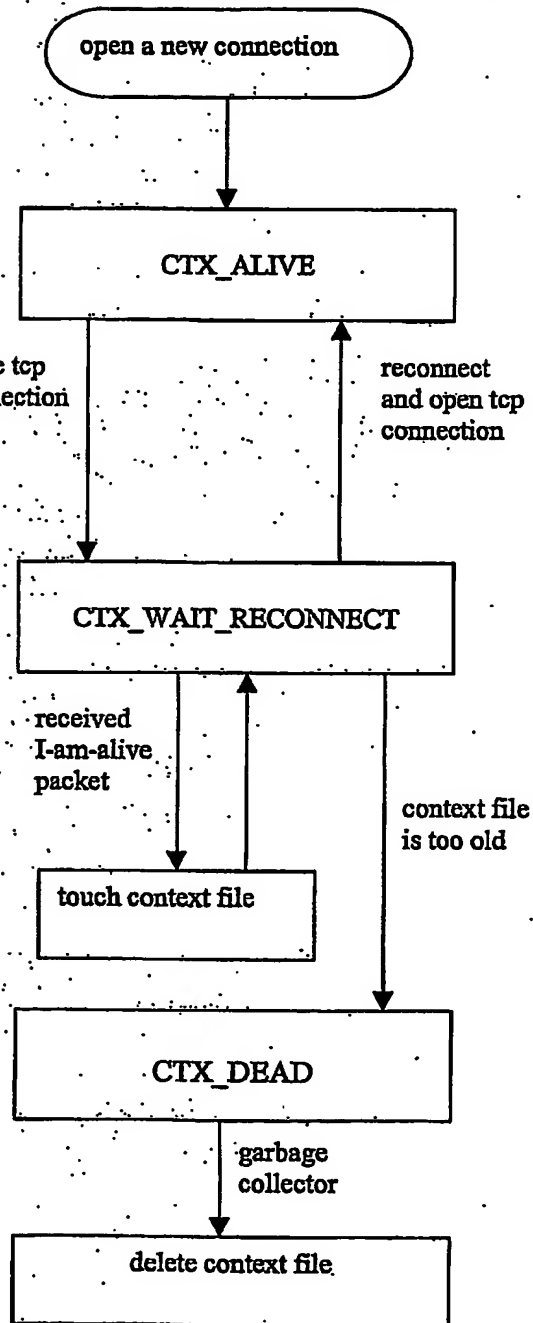 open a new connection
CTX_ALIVE
tcp
reconnect
and open tcp
connection
CTX_WAIT_RECONNECT
received
I-am-alive
packet
context file
is too old
touch context file
CTX_DEAD
garbage
collector
delete context file